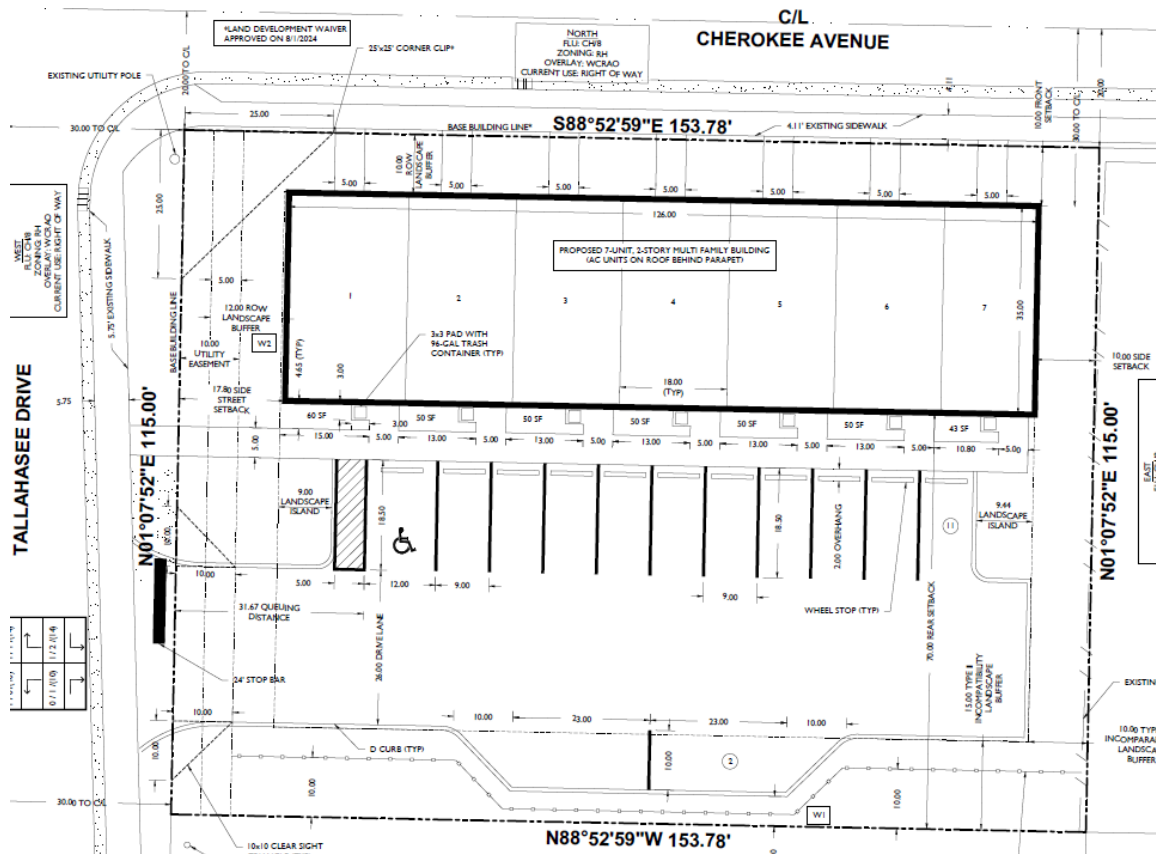 C/L
CHEROKEE AVENUE
*LAND DEVELOPMENT WAIVER
APPROVED ON 8/1/2024
25'x25' CORNER CLIP*
NORTH
FLU: CH/8
ZONING: RH
OVERLAY: WCRAO
CURRENT USE: RIGHT OF WAY
EXISTING UTILITY POLE
20.00 TO C/L
4.11
10.00 FRONT
SETBACK
30.00 TO C/L
20.00
25.00
30.00 TO C/L
BASE BUILDING LINE*
S88°52'59"E 153.78'
4.11' EXISTING SIDEWALK
10.00
ROW
LANDSCAPE
BUFFER
5.00
5.00
5.00
5.00
5.00
5.00
5.00
126.00
WEST
FLU: CH/8
ZONING: RH
OVERLAY: WCRAO
CURRENT USE: RIGHT OF WAY
25.00
5.75' EXISTING SIDEWALK
BASE BUILDING LINE
PROPOSED 7-UNIT, 2-STORY MULTI FAMILY BUILDING
(AC UNITS ON ROOF BEHIND PARAPET)
5.00
1
2
3
4
5
6
7
35.00
12.00 ROW
LANDSCAPE
BUFFER
W2
10.00
UTILITY
EASEMENT
3x3 PAD WITH
96-GAL TRASH
CONTAINER (TYP)
4.65 (TYP)
3.00
18.00
(TYP)
10.00 SIDE
SETBACK
17.80 SIDE
STREET
SETBACK
5.75
TALLAHASEE DRIVE
N01°07'52"E 115.00'
60 SF
50 SF
50 SF
50 SF
50 SF
50 SF
43 SF
3.00
5.00
15.00
5.00
13.00
5.00
13.00
5.00
13.00
5.00
13.00
5.00
13.00
5.00
10.80
5.00
N01°07'52"E 115.00'
EAST
9.00
LANDSCAPE
ISLAND
18.50
18.50
2.00 OVERHANG
11
9.44
LANDSCAPE
ISLAND
10.00
5.00
12.00
9.00
9.00
WHEEL STOP (TYP)
70.00 REAR SETBACK
31.67 QUEUING
DISTANCE
26.00 DRIVE LANE
24" STOP BAR
15.00 TYPE II
INCOMPATIBILITY
LANDSCAPE
BUFFER
EXISTIN
10.00
10.00
23.00
23.00
10.00
10.00
D CURB (TYP)
10.00
2
10.00 TYP
INCOMPARA
LANDSCA
BUFFER
10.00
10.00
W1
30.00 TO C/L
N88°52'59"W 153.78'
10x10 CLEAR SIGHT